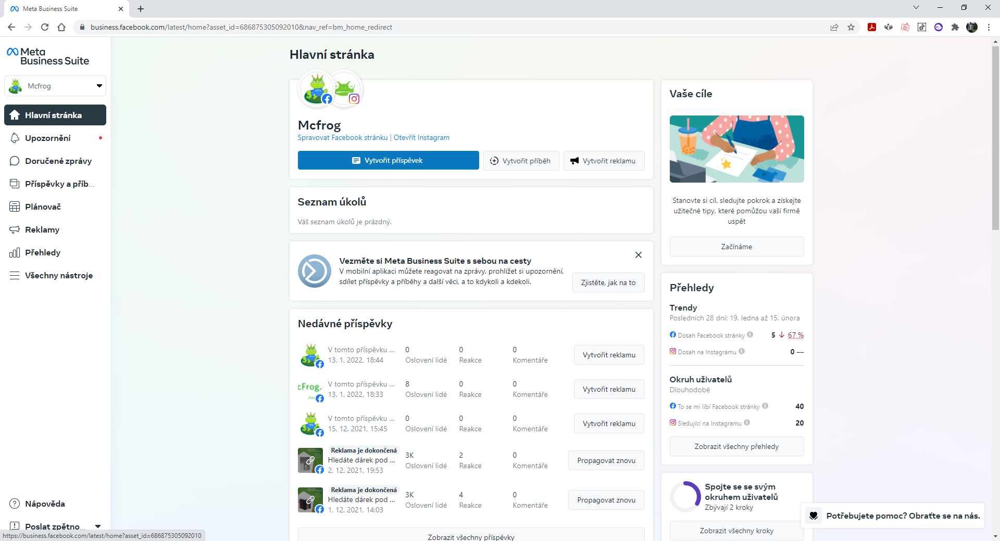 Meta Business Suite
business.facebook.com/latest/home?asset_id=686875305092010&nav_ref=bm_home_redirect
Meta
Business Suite
Mcfrog
Hlavní stránka
Upozornění
Doručené zprávy
Příspěvky a příb...
Plánovač
Reklamy
Přehledy
Všechny nástroje
Nápověda
Poslat zpětno...
https://business.facebook.com/latest/home?asset_id=686875305092010
Hlavní stránka
Mcfrog
Spravovat Facebook stránku | Otevřít Instagram
Vytvořit příspěvek
Vytvořit příběh
Vytvořit reklamu
Seznam úkolů
Váš seznam úkolů je prázdný.
Vezměte si Meta Business Suite s sebou na cesty
V mobilní aplikaci můžete reagovat na zprávy, prohlížet si upozornění,
sdílet příspěvky a příběhy a další věci, a to kdykoli a kdekoli.
Zjistěte, jak na to
Nedávné příspěvky
V tomto příspěvku ... 0 0 0
13. 1. 2022, 18:44 Oslovení lidé Reakce Komentáře
Vytvořit reklamu
cFrog.
V tomto příspěvku ... 8 0 0
13. 1. 2022, 18:33 Oslovení lidé Reakce Komentáře
Vytvořit reklamu
V tomto příspěvku ... 0 0 0
15. 12. 2021, 15:45 Oslovení lidé Reakce Komentáře
Vytvořit reklamu
Reklama je dokončená
Hledáte dárek pod ... 3K 2 0
2. 12. 2021, 19:53 Oslovení lidé Reakce Komentáře
Propagovat znovu
Reklama je dokončená
Hledáte dárek pod ... 3K 4 0
1. 12. 2021, 14:03 Oslovení lidé Reakce Komentáře
Propagovat znovu
Zobrazit všechny příspěvky
Vaše cíle
Stanovte si cíl, sledujte pokrok a získejte
užitečné tipy, které pomůžou vaší firmě
uspět
Začínáme
Přehledy
Trendy
Posledních 28 dní: 19. ledna až 15. února
Dosah Facebook stránky 5 ↓ 67 %
Dosah na Instagramu 0 —
Okruh uživatelů
Dlouhodobě
To se mi líbí Facebook stránky 40
Sledující na Instagramu 20
Zobrazit všechny přehledy
Spojte se se svým
okruhem uživatelů
Zbývají 2 kroky
Zobrazit všechny kroky
Potřebujete pomoc? Obraťte se na nás.